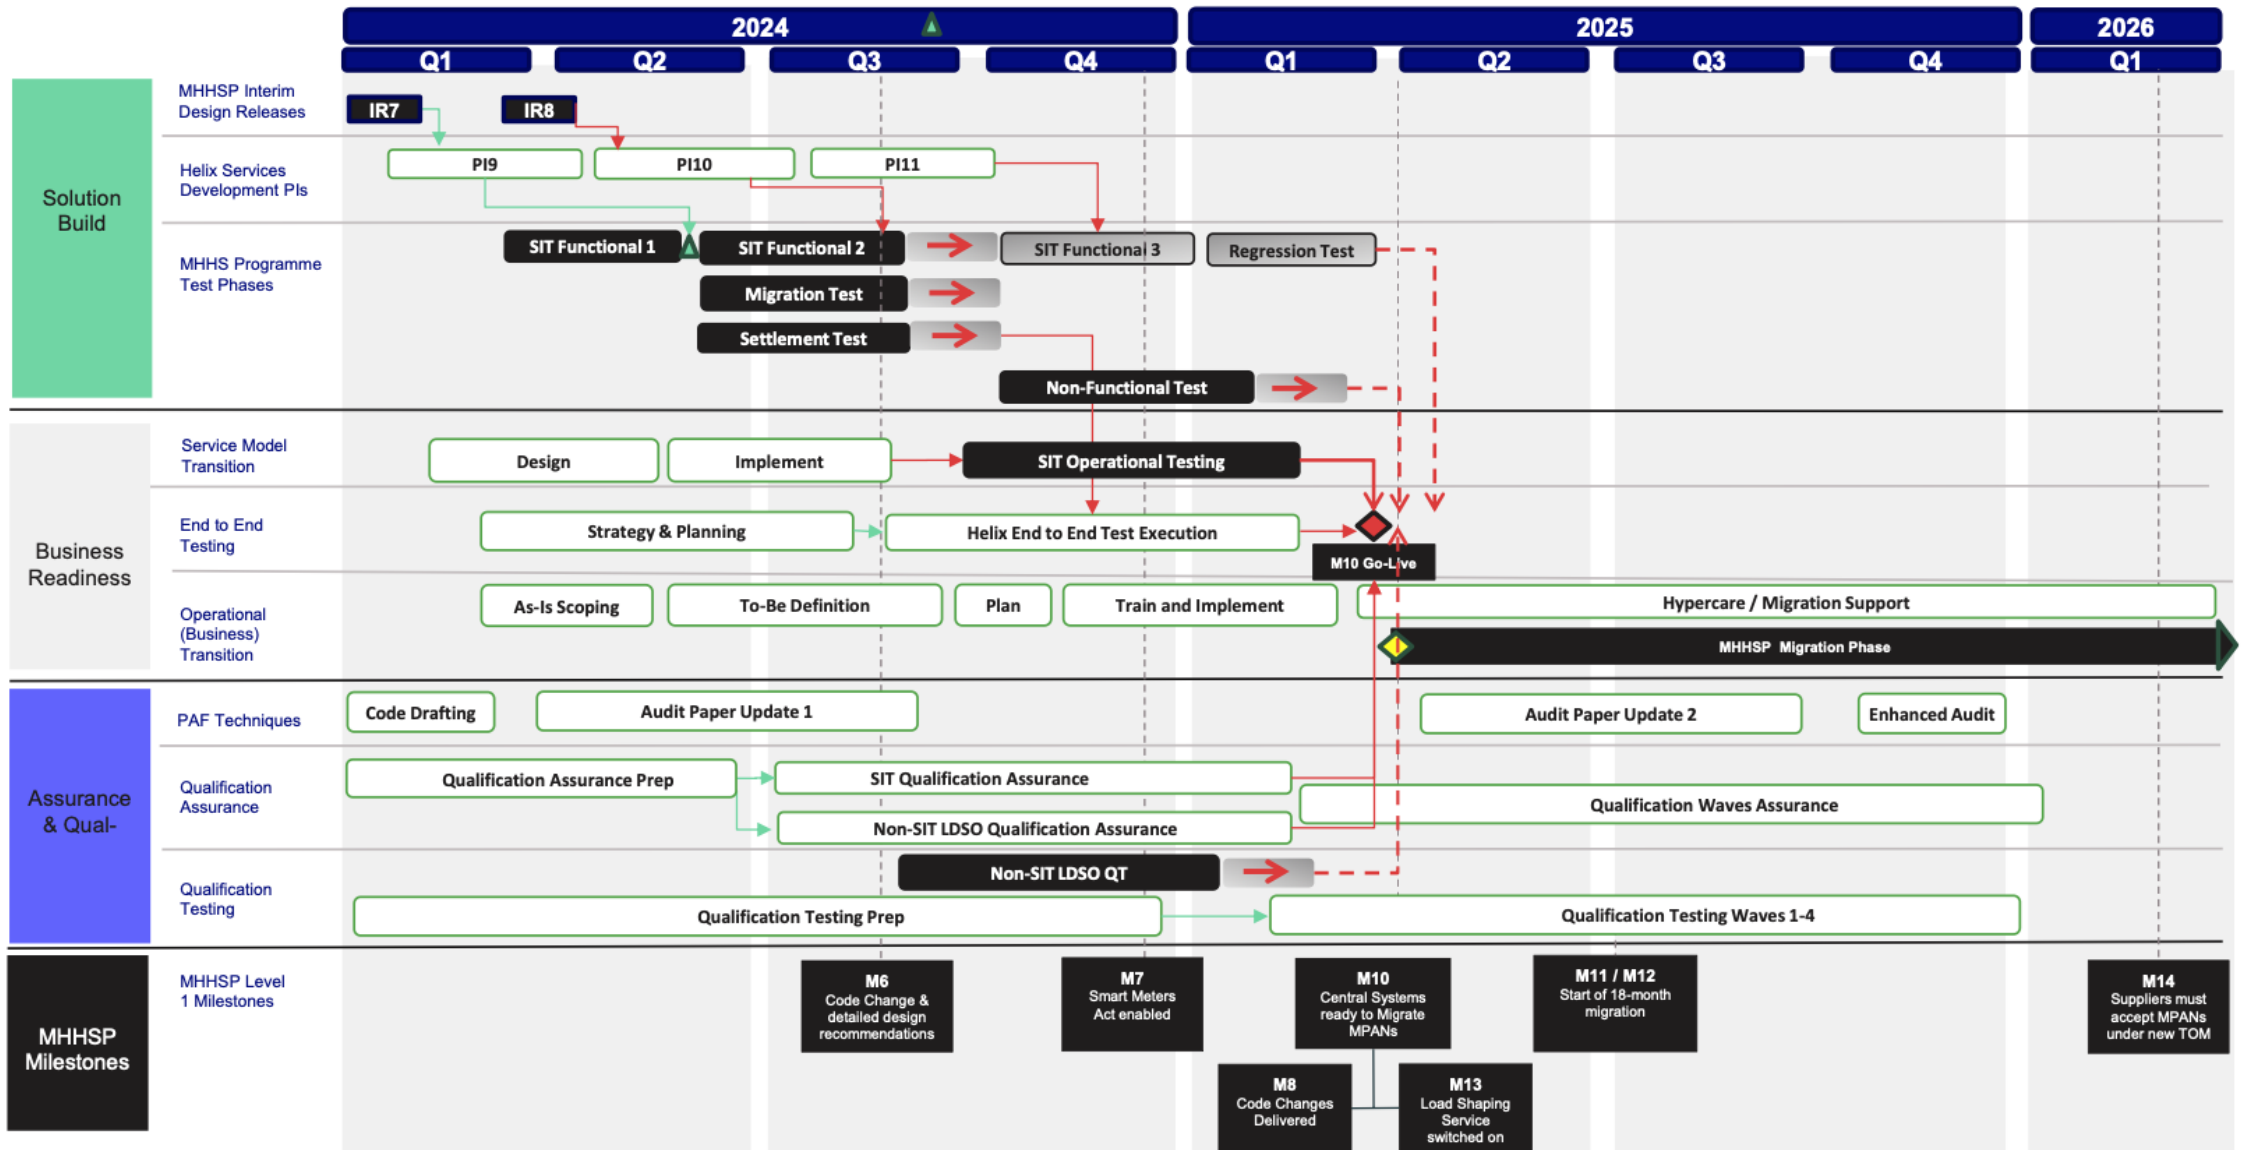 2024
2025
2026
Q1
Q2
Q3
Q4
Q1
Q2
Q3
Q4
Q1
Solution
Build
MHHSP Interim
Design Releases
IR7
IR8
Helix Services
Development PIs
PI9
PI10
PI11
MHHS Programme
Test Phases
SIT Functional 1
SIT Functional 2
SIT Functional 3
Regression Test
Migration Test
Settlement Test
Non-Functional Test
Business
Readiness
Service Model
Transition
Design
Implement
SIT Operational Testing
End to End
Testing
Strategy & Planning
Helix End to End Test Execution
M10 Go-Live
Operational
(Business)
Transition
As-Is Scoping
To-Be Definition
Plan
Train and Implement
Hypercare / Migration Support
MHHSP Migration Phase
Assurance
& Qual-
PAF Techniques
Code Drafting
Audit Paper Update 1
Audit Paper Update 2
Enhanced Audit
Qualification
Assurance
Qualification Assurance Prep
SIT Qualification Assurance
Qualification Waves Assurance
Non-SIT LDSO Qualification Assurance
Qualification
Testing
Non-SIT LDSO QT
Qualification Testing Prep
Qualification Testing Waves 1-4
MHHSP
Milestones
MHHSP Level
1 Milestones
M6
Code Change &
detailed design
recommendations
M7
Smart Meters
Act enabled
M10
Central Systems
ready to Migrate
MPANs
M11 / M12
Start of 18-month
migration
M14
Suppliers must
accept MPANs
under new TOM
M8
Code Changes
Delivered
M13
Load Shaping
Service
switched on